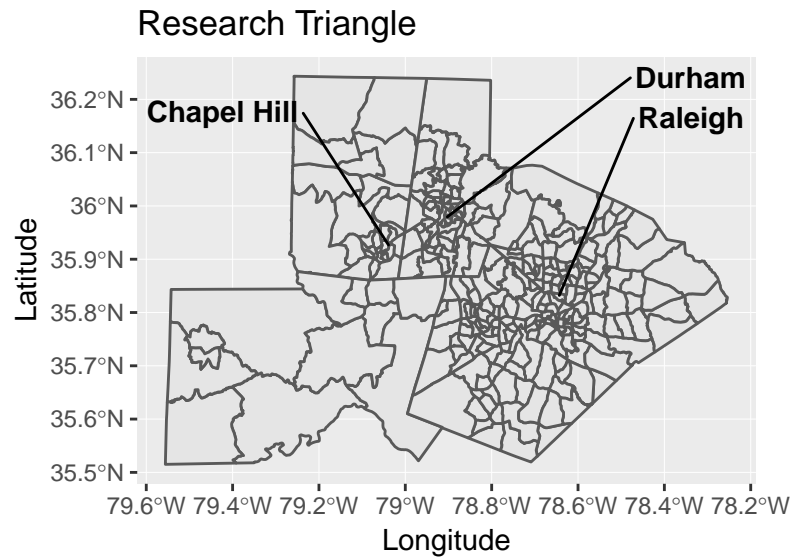 Research Triangle
Durham
Chapel Hill
Raleigh
36.2°N
36.1°N
36°N
35.9°N
35.8°N
35.7°N
35.6°N
35.5°N
Latitude
79.6°W 79.4°W 79.2°W 79°W 78.8°W 78.6°W 78.4°W 78.2°W
Longitude